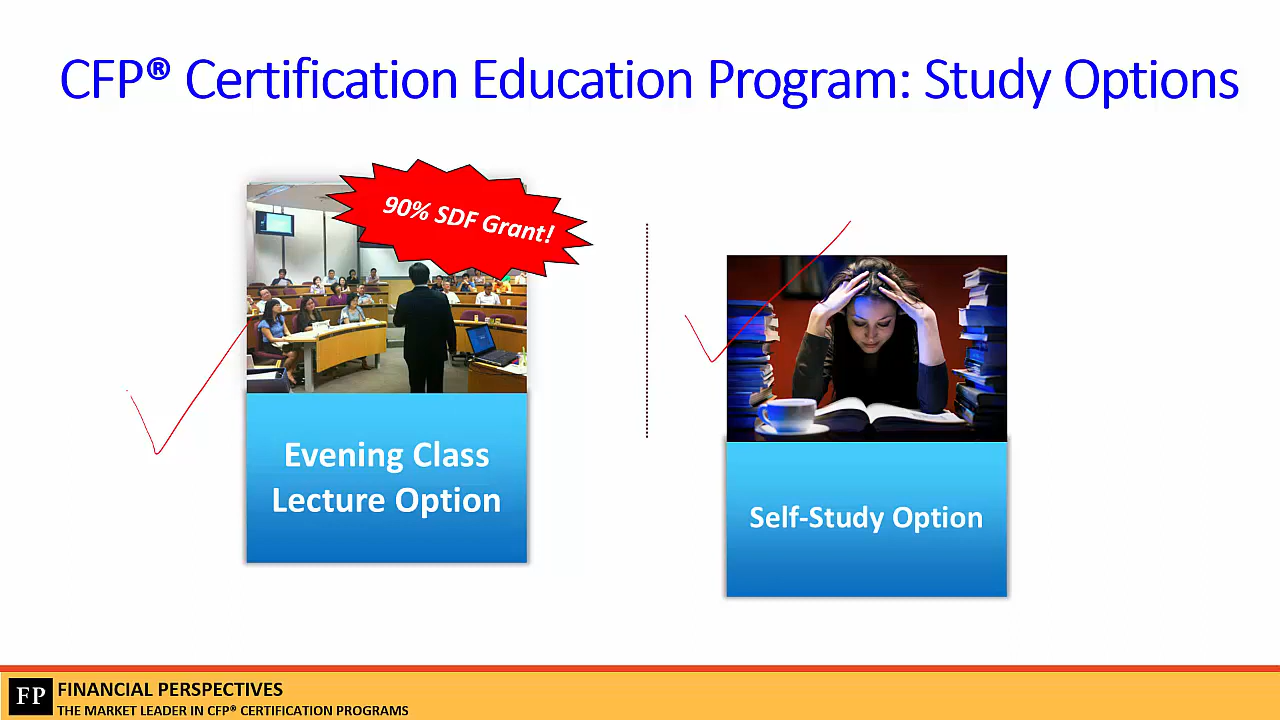 CFP® Certification Education Program: Study Options
90% SDF Grant!
Evening Class
Lecture Option
Self-Study Option
FP
FINANCIAL PERSPECTIVES
THE MARKET LEADER IN CFP® CERTIFICATION PROGRAMS